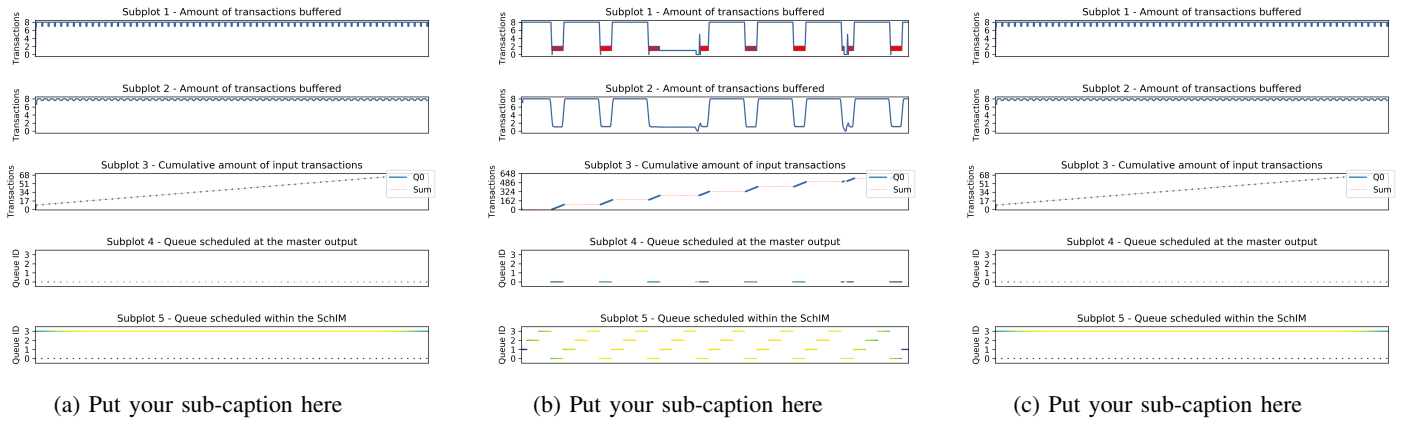 Subplot 1 - Amount of transactions buffered
Transactions
8
6
4
2
0
Subplot 2 - Amount of transactions buffered
Transactions
8
6
4
2
0
Subplot 3 - Cumulative amount of input transactions
Transactions
68
51
34
17
0
Q0
Sum
Subplot 4 - Queue scheduled at the master output
Queue ID
3
2
1
0
Subplot 5 - Queue scheduled within the SchIM
Queue ID
3
2
1
0
(a) Put your sub-caption here
Subplot 1 - Amount of transactions buffered
Transactions
8
6
4
2
0
Subplot 2 - Amount of transactions buffered
Transactions
8
6
4
2
0
Subplot 3 - Cumulative amount of input transactions
Transactions
648
486
324
162
0
Q0
Sum
Subplot 4 - Queue scheduled at the master output
Queue ID
3
2
1
0
Subplot 5 - Queue scheduled within the SchIM
Queue ID
3
2
1
0
(b) Put your sub-caption here
Subplot 1 - Amount of transactions buffered
Transactions
8
6
4
2
0
Subplot 2 - Amount of transactions buffered
Transactions
8
6
4
2
0
Subplot 3 - Cumulative amount of input transactions
Transactions
68
51
34
17
0
Q0
Sum
Subplot 4 - Queue scheduled at the master output
Queue ID
3
2
1
0
Subplot 5 - Queue scheduled within the SchIM
Queue ID
3
2
1
0
(c) Put your sub-caption here